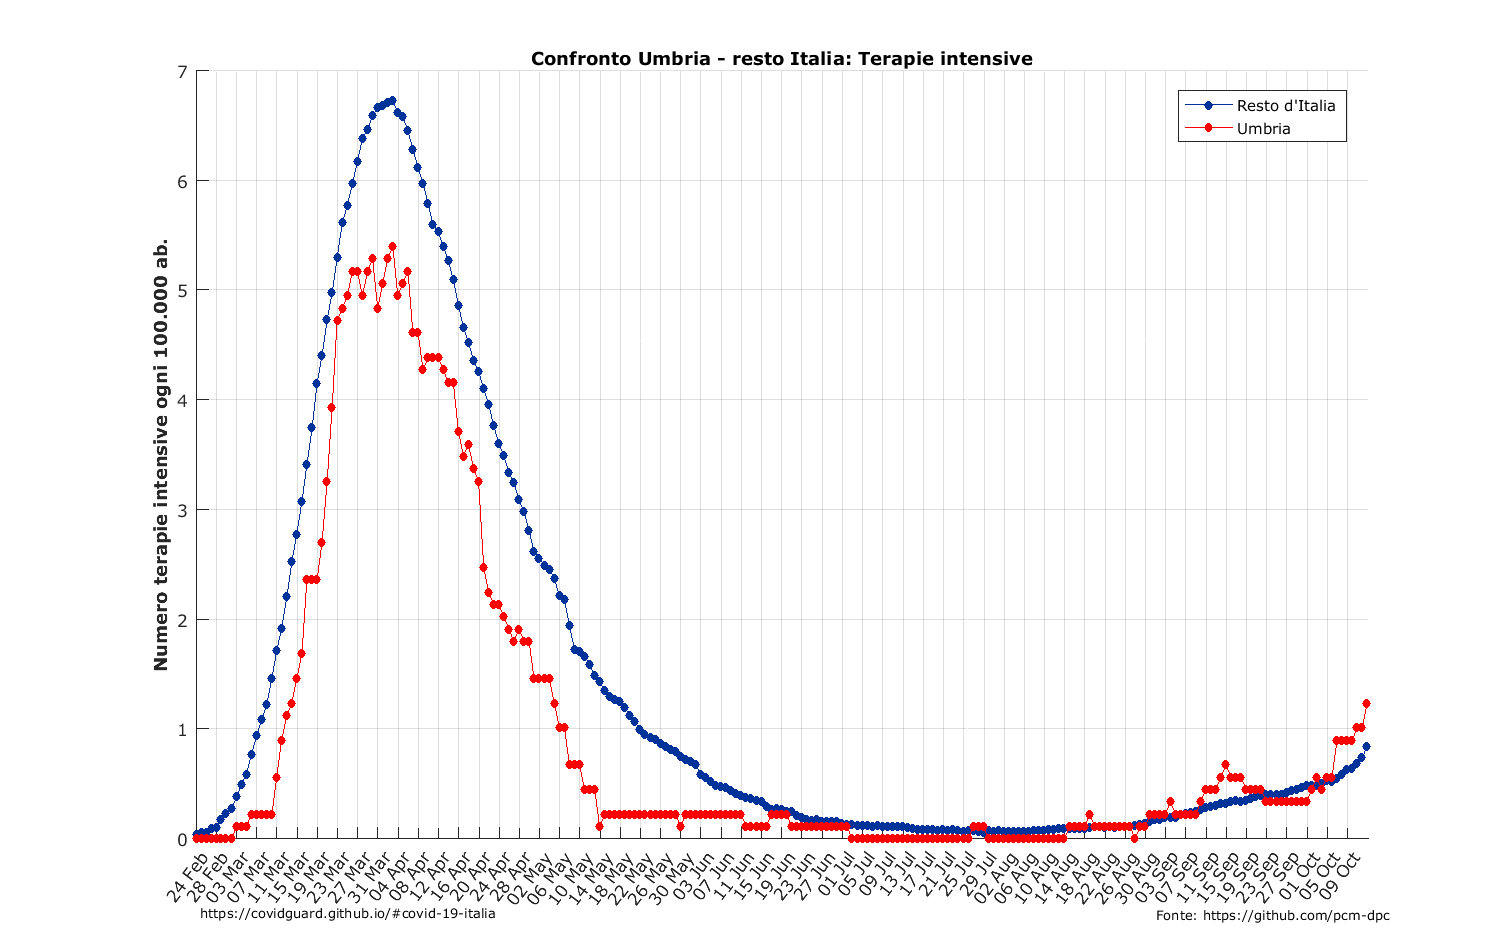 Confronto Umbria - resto Italia: Terapie intensive
Resto d'Italia
Umbria
Numero terapie intensive ogni 100.000 ab.
7
6
5
4
3
2
1
0
24 Feb
28 Feb
03 Mar
07 Mar
11 Mar
15 Mar
19 Mar
23 Mar
27 Mar
31 Mar
04 Apr
08 Apr
12 Apr
16 Apr
20 Apr
24 Apr
28 Apr
02 May
06 May
10 May
14 May
18 May
22 May
26 May
30 May
03 Jun
07 Jun
11 Jun
15 Jun
19 Jun
23 Jun
27 Jun
01 Jul
05 Jul
09 Jul
13 Jul
17 Jul
21 Jul
25 Jul
29 Jul
02 Aug
06 Aug
10 Aug
14 Aug
18 Aug
22 Aug
26 Aug
30 Aug
03 Sep
07 Sep
11 Sep
15 Sep
19 Sep
23 Sep
27 Sep
01 Oct
05 Oct
09 Oct
https://covidguard.github.io/#covid-19-italia
Fonte: https://github.com/pcm-dpc